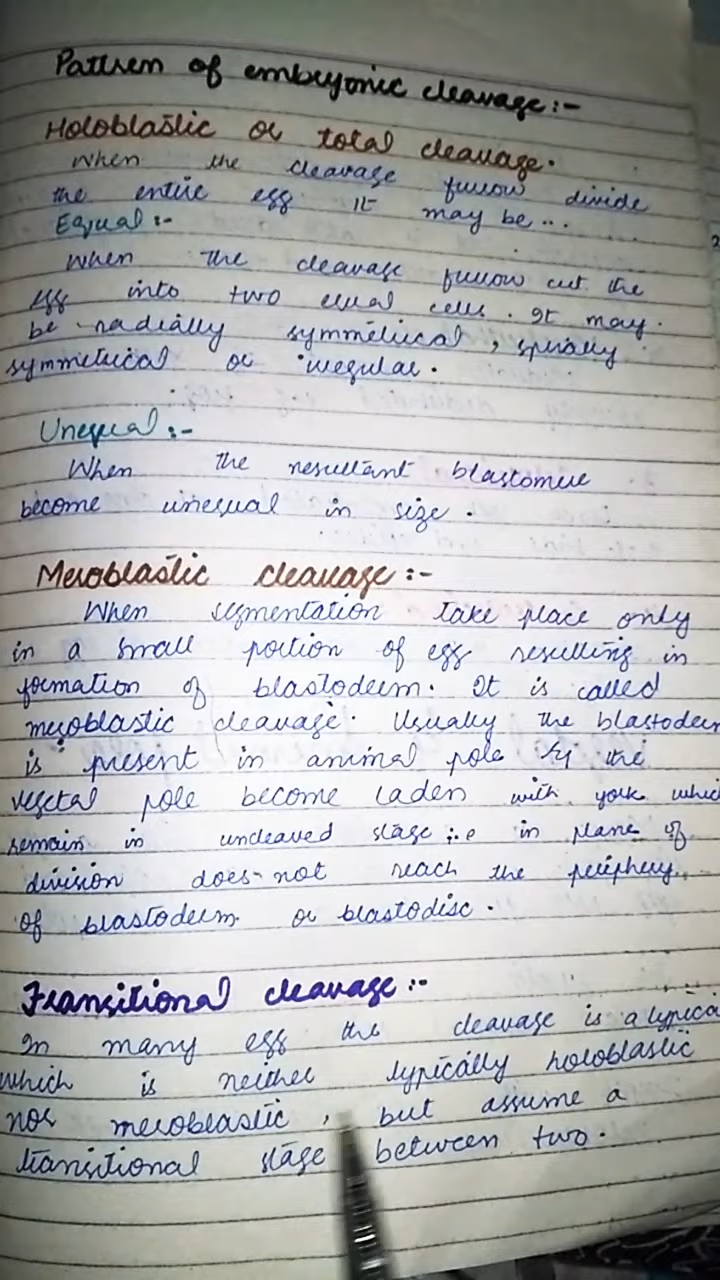 Pattern of embryonic cleavage :-
Holoblastic or total cleavage.
When the cleavage furrow divide
the entire egg it may be ...
Equal :-
When the cleavage furrow cut the
egg into two equal cells. It may
be radially symmetrical, spirally
symmetrical or irregular.
Unequal :-
When the resultant blastomere
become unequal in size.
Meroblastic cleavage :-
When segmentation take place only
in a small portion of egg resulting in
formation of blastoderm. It is called
meroblastic cleavage. Usually the blastoderm
is present in animal pole & the
vegetal pole become laden with york which
remain in uncleaved stage i.e in plane of
division does not reach the periphery
of blastoderm or blastodisc.
Transitional cleavage :-
In many egg the cleavage is atypical
which is neither typically holoblastic
nor meroblastic, but assume a
transitional stage between two.